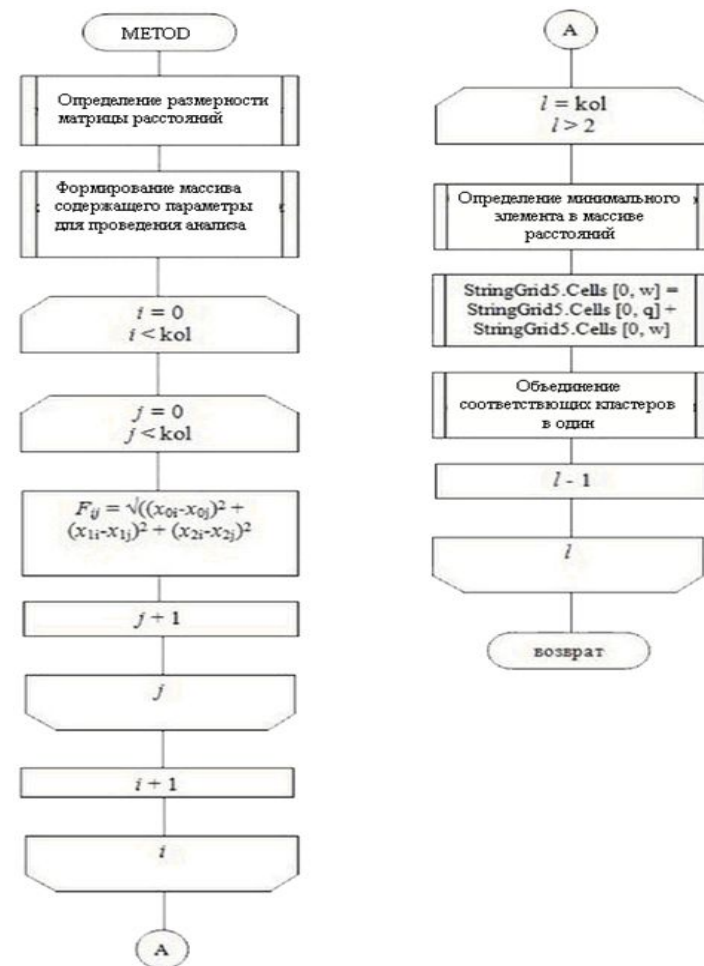 METOD
Определение размерности
матрицы расстояний
Формирование массива
содержащего параметры
для проведения анализа
i = 0
i < kol
j = 0
j < kol
Fij = √((x0i-x0j)² +
(x1i-x1j)² + (x2i-x2j)²
j + 1
j
i + 1
i
A
A
l = kol
l > 2
Определение минимального
элемента в массиве
расстояний
StringGrid5.Cells [0, w] =
StringGrid5.Cells [0, q] +
StringGrid5.Cells [0, w]
Объединение
соответствющих кластеров
в один
l - 1
l
возврат